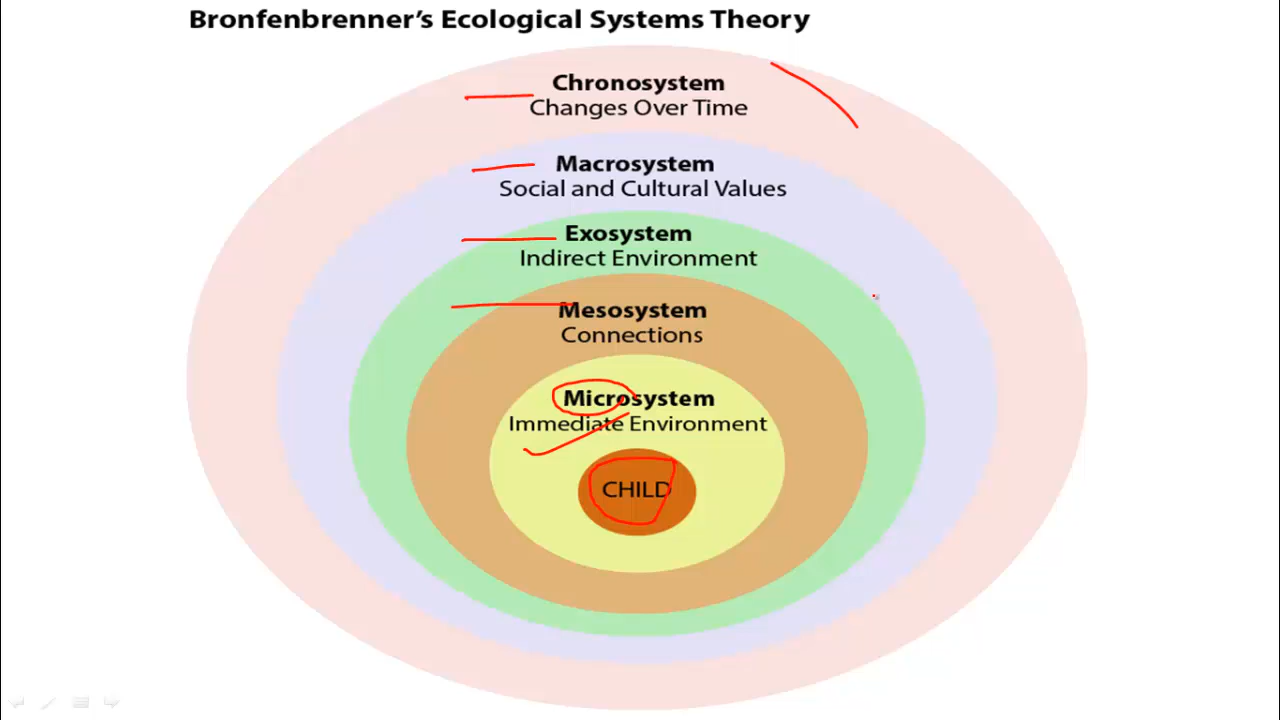 Bronfenbrenner’s Ecological Systems Theory
Chronosystem
Changes Over Time
Macrosystem
Social and Cultural Values
Exosystem
Indirect Environment
Mesosystem
Connections
Microsystem
Immediate Environment
CHILD